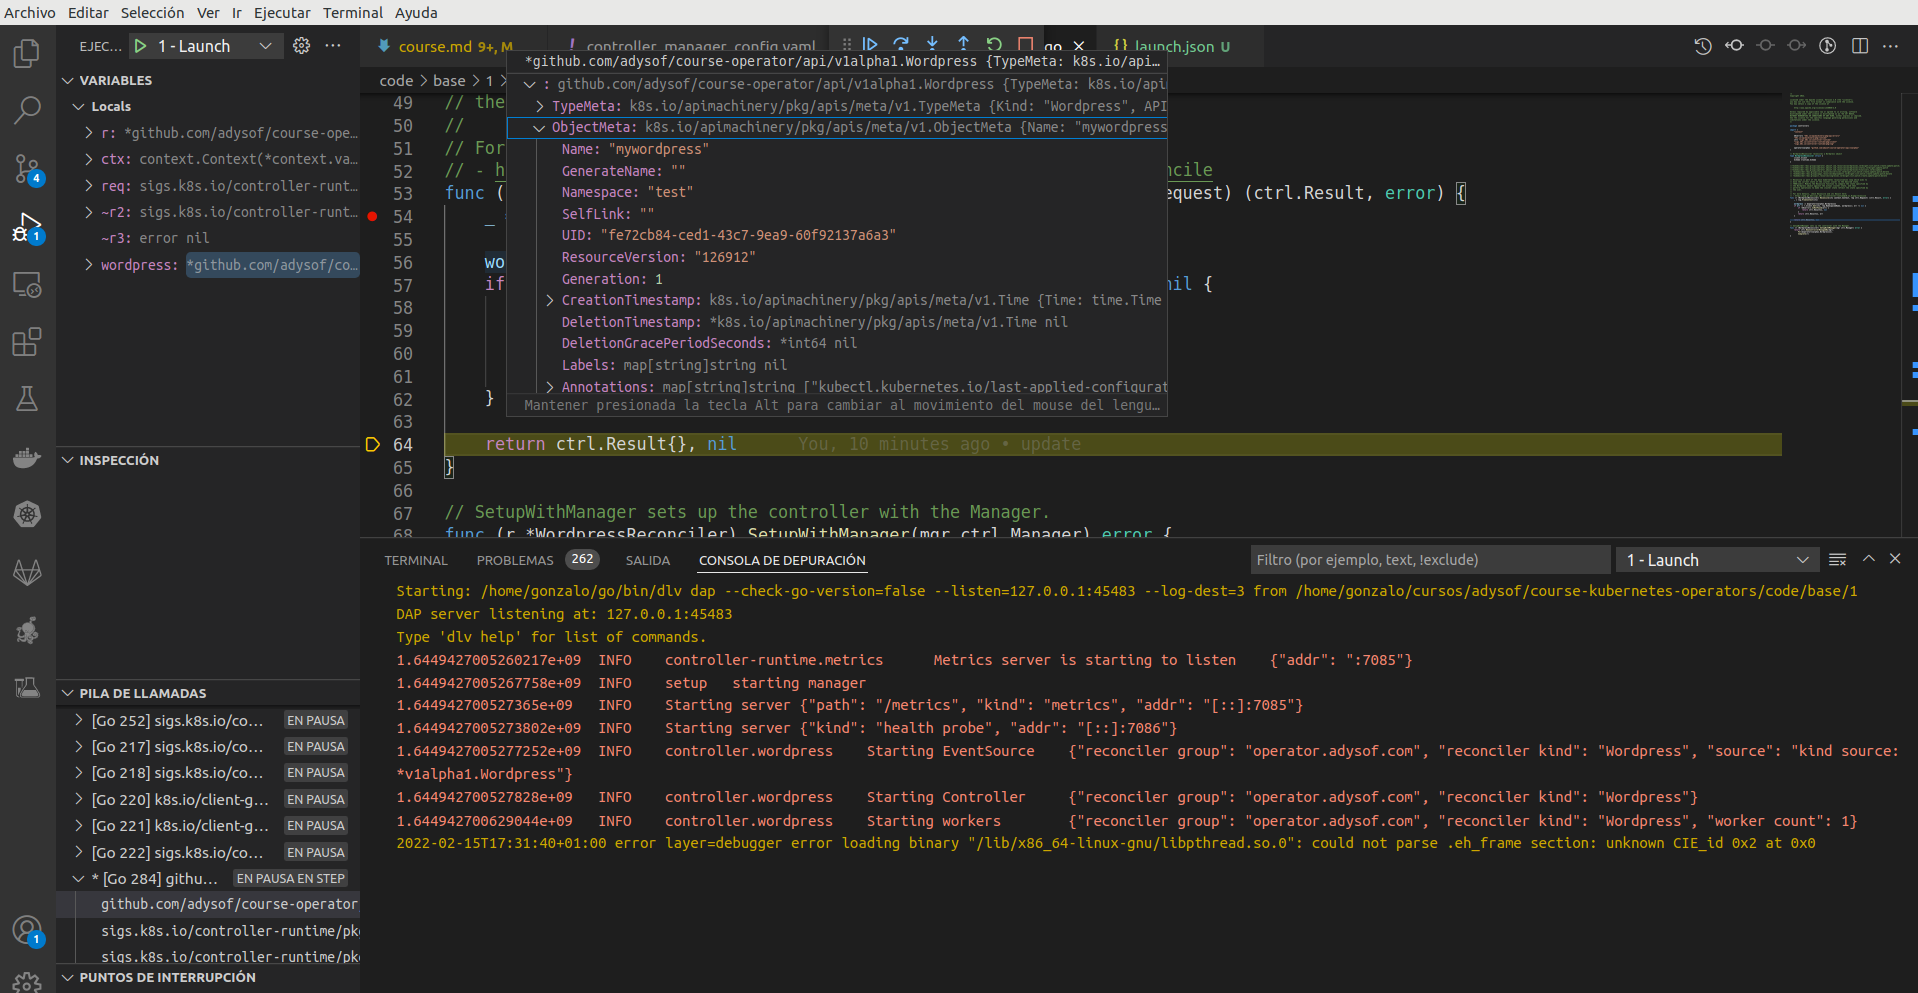 Archivo Editar Selección Ver Ir Ejecutar Terminal Ayuda
EJEC... 1 - Launch
course.md 9+, M
controller_manager_config.yaml
go
launch.json U
VARIABLES
Locals
r: *github.com/adysof/course-ope...
ctx: context.Context(*context.va...
req: sigs.k8s.io/controller-runt...
~r2: sigs.k8s.io/controller-runt...
~r3: error nil
wordpress: *github.com/adysof/co...
INSPECCIÓN
PILA DE LLAMADAS
[Go 252] sigs.k8s.io/co... EN PAUSA
[Go 217] sigs.k8s.io/co... EN PAUSA
[Go 218] sigs.k8s.io/co... EN PAUSA
[Go 220] k8s.io/client-g... EN PAUSA
[Go 221] k8s.io/client-g... EN PAUSA
[Go 222] sigs.k8s.io/co... EN PAUSA
* [Go 284] githu... EN PAUSA EN STEP
github.com/adysof/course-operator
sigs.k8s.io/controller-runtime/pk
sigs.k8s.io/controller-runtime/pk
PUNTOS DE INTERRUPCIÓN
4
1
1
code > base > 1 >
*github.com/adysof/course-operator/api/v1alpha1.Wordpress {TypeMeta: k8s.io/api...
: github.com/adysof/course-operator/api/v1alpha1.Wordpress {TypeMeta: k8s.io/api
TypeMeta: k8s.io/apimachinery/pkg/apis/meta/v1.TypeMeta {Kind: "Wordpress", API
ObjectMeta: k8s.io/apimachinery/pkg/apis/meta/v1.ObjectMeta {Name: "mywordpress
Name: "mywordpress"
GenerateName: ""
Namespace: "test"
SelfLink: ""
UID: "fe72cb84-ced1-43c7-9ea9-60f92137a6a3"
ResourceVersion: "126912"
Generation: 1
CreationTimestamp: k8s.io/apimachinery/pkg/apis/meta/v1.Time {Time: time.Time
DeletionTimestamp: *k8s.io/apimachinery/pkg/apis/meta/v1.Time nil
DeletionGracePeriodSeconds: *int64 nil
Labels: map[string]string nil
Annotations: map[string]string ["kubectl.kubernetes.io/last-applied-configurat
Mantener presionada la tecla Alt para cambiar al movimiento del mouse del lengu...
49 // the
50 //
51 // For
52 // - h ncile
53 func ( equest) (ctrl.Result, error) {
54 _
55
56 wo
57 if nil {
58
59
60
61
62 }
63
64 return ctrl.Result{}, nil You, 10 minutes ago • update
65 }
66
67 // SetupWithManager sets up the controller with the Manager.
68 func (r *WordpressReconciler) SetupWithManager(mgr ctrl.Manager) error {
TERMINAL PROBLEMAS 262 SALIDA CONSOLA DE DEPURACIÓN Filtro (por ejemplo, text, !exclude) 1 - Launch
Starting: /home/gonzalo/go/bin/dlv dap --check-go-version=false --listen=127.0.0.1:45483 --log-dest=3 from /home/gonzalo/cursos/adysof/course-kubernetes-operators/code/base/1
DAP server listening at: 127.0.0.1:45483
Type 'dlv help' for list of commands.
1.6449427005260217e+09 INFO controller-runtime.metrics Metrics server is starting to listen {"addr": ":7085"}
1.6449427005267758e+09 INFO setup starting manager
1.644942700527365e+09 INFO Starting server {"path": "/metrics", "kind": "metrics", "addr": "[::]:7085"}
1.6449427005273802e+09 INFO Starting server {"kind": "health probe", "addr": "[::]:7086"}
1.6449427005277252e+09 INFO controller.wordpress Starting EventSource {"reconciler group": "operator.adysof.com", "reconciler kind": "Wordpress", "source": "kind source:
*v1alpha1.Wordpress"}
1.644942700527828e+09 INFO controller.wordpress Starting Controller {"reconciler group": "operator.adysof.com", "reconciler kind": "Wordpress"}
1.644942700629044e+09 INFO controller.wordpress Starting workers {"reconciler group": "operator.adysof.com", "reconciler kind": "Wordpress", "worker count": 1}
2022-02-15T17:31:40+01:00 error layer=debugger error loading binary "/lib/x86_64-linux-gnu/libpthread.so.0": could not parse .eh_frame section: unknown CIE_id 0x2 at 0x0